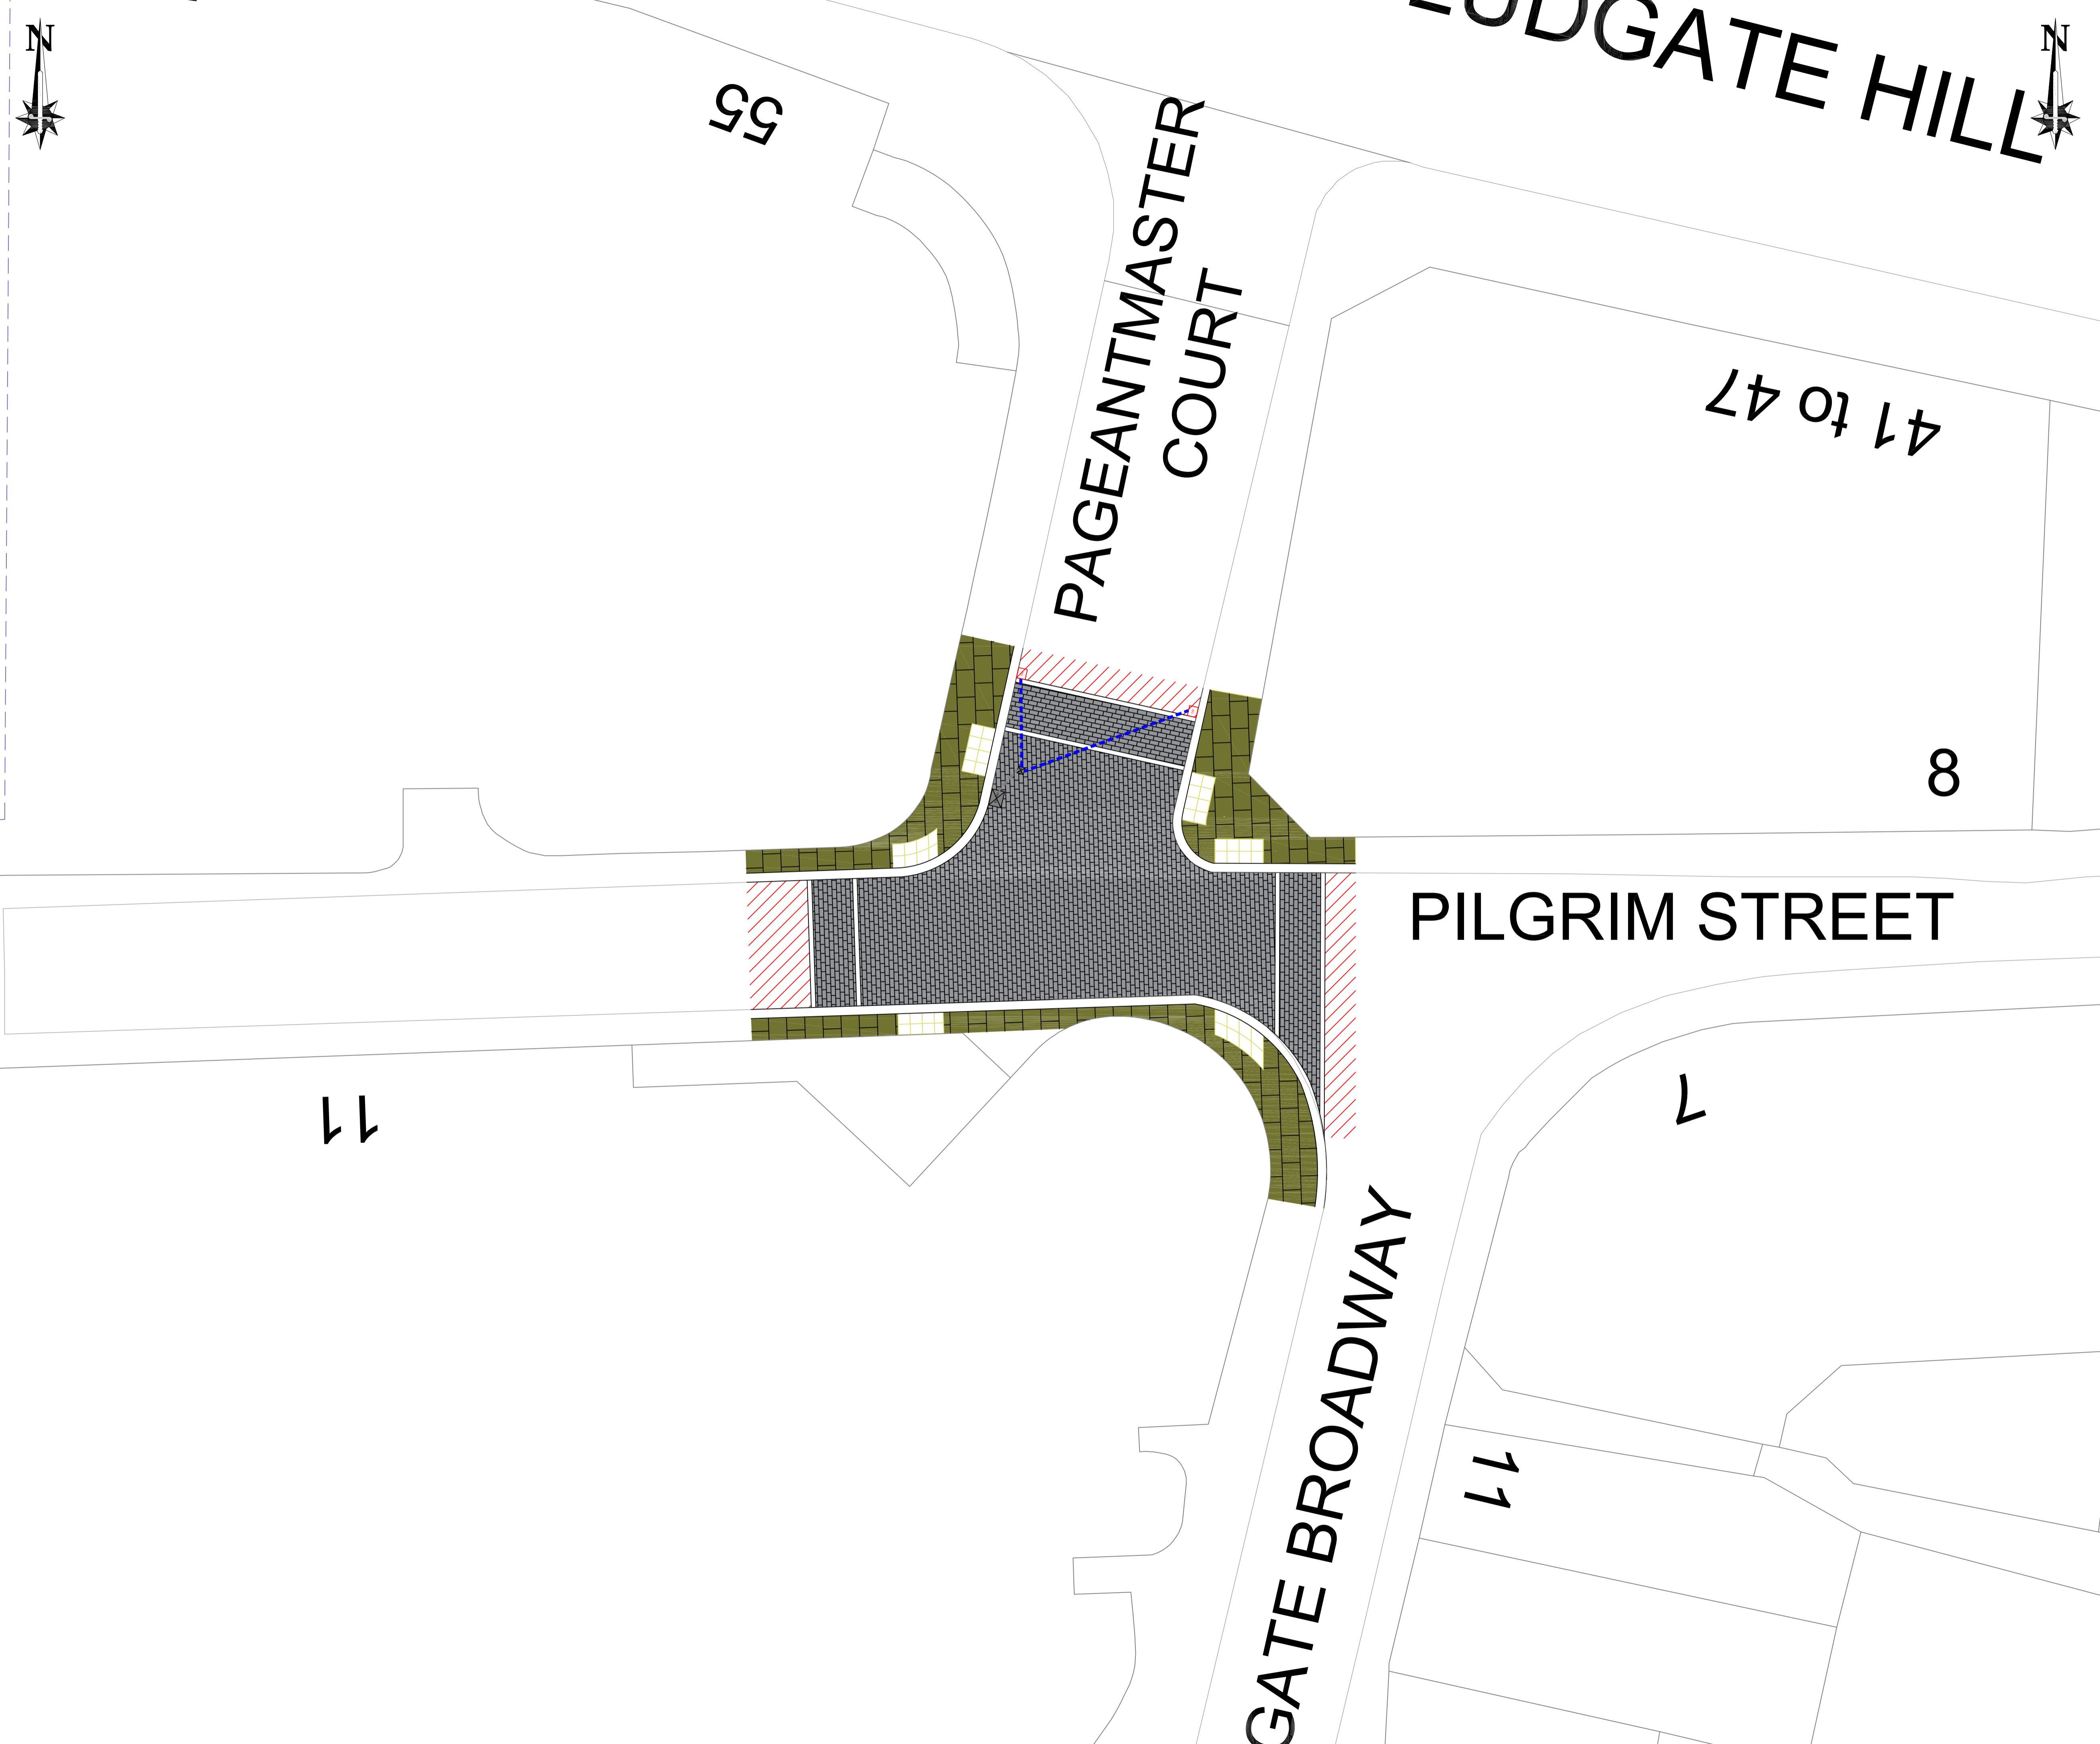 N
N
LUDGATE HILL
55
PAGEANTMASTER
COURT
41 to 47
8
PILGRIM STREET
11
7
GATE BROADWAY
11